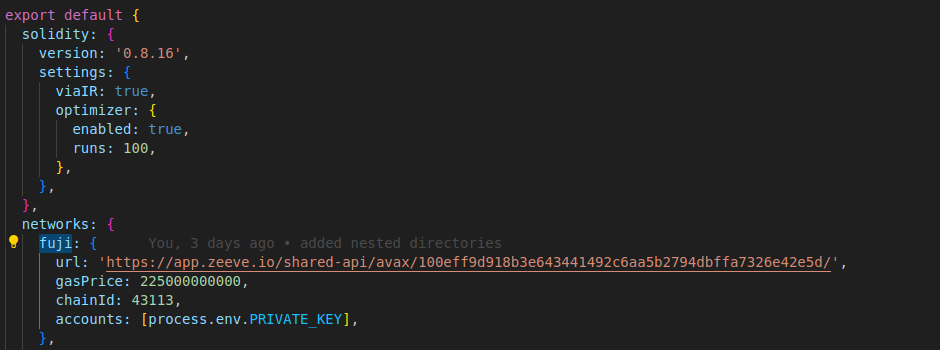 export default {
solidity: {
version: '0.8.16',
settings: {
viaIR: true,
optimizer: {
enabled: true,
runs: 100,
},
},
},
networks: {
fuji: { You, 3 days ago • added nested directories
url: 'https://app.zeeve.io/shared-api/avax/100eff9d918b3e643441492c6aa5b2794dbffa7326e42e5d/',
gasPrice: 225000000000,
chainId: 43113,
accounts: [process.env.PRIVATE_KEY],
},